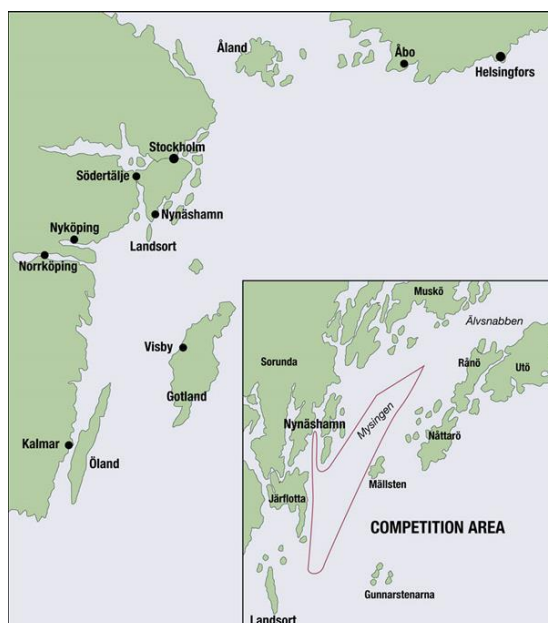 Åland
Åbo
Helsingfors
Stockholm
Södertälje
Nynäshamn
Nyköping
Landsort
Norrköping
Visby
Gotland
Kalmar
Öland
Muskö
Älvsnabben
Sorunda
Rånö
Utö
Nynäshamn
Mysingen
Nåttarö
Mällsten
Järflotta
COMPETITION AREA
Gunnarstenarna
Landsort